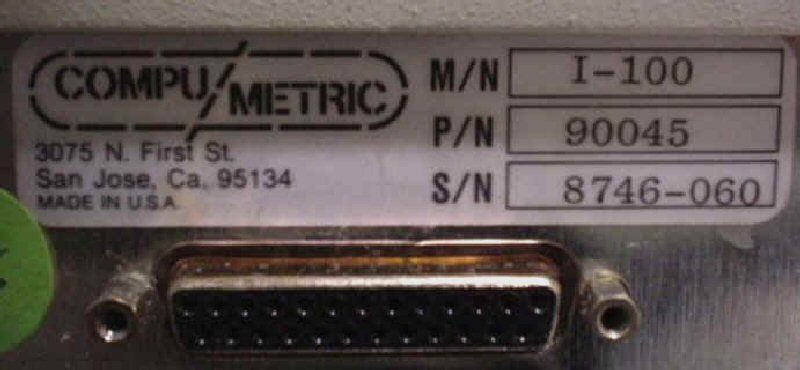 COMPU/METRIC
3075 N. First St.
San Jose, Ca. 95134
MADE IN U.S.A.
M/N I-100
P/N 90045
S/N 8746-060